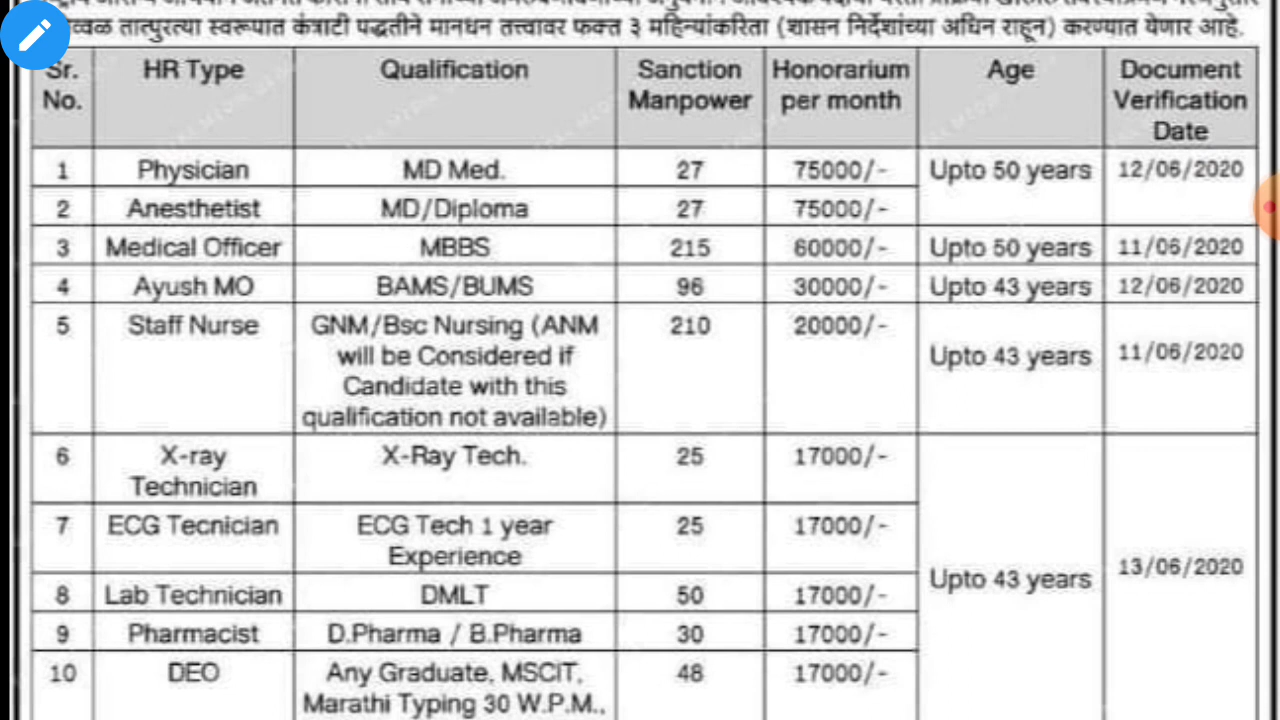 तात्पुरत्या स्वरूपात कंत्राटी पद्धतीने मानधन तत्त्वावर फक्त ३ महिन्यांकरिता (शासन निर्देशांच्या अधिन राहून) करण्यात येणार आहे.
Sr. No. HR Type Qualification Sanction Manpower Honorarium per month Age Document Verification Date
1 Physician MD Med. 27 75000/- Upto 50 years 12/06/2020
2 Anesthetist MD/Diploma 27 75000/-
3 Medical Officer MBBS 215 60000/- Upto 50 years 11/06/2020
4 Ayush MO BAMS/BUMS 96 30000/- Upto 43 years 12/06/2020
5 Staff Nurse GNM/Bsc Nursing (ANM will be Considered if Candidate with this qualification not available) 210 20000/- Upto 43 years 11/06/2020
6 X-ray Technician X-Ray Tech. 25 17000/-
7 ECG Tecnician ECG Tech 1 year Experience 25 17000/-
Upto 43 years 13/06/2020
8 Lab Technician DMLT 50 17000/-
9 Pharmacist D.Pharma / B.Pharma 30 17000/-
10 DEO Any Graduate, MSCIT, Marathi Typing 30 W.P.M., 48 17000/-